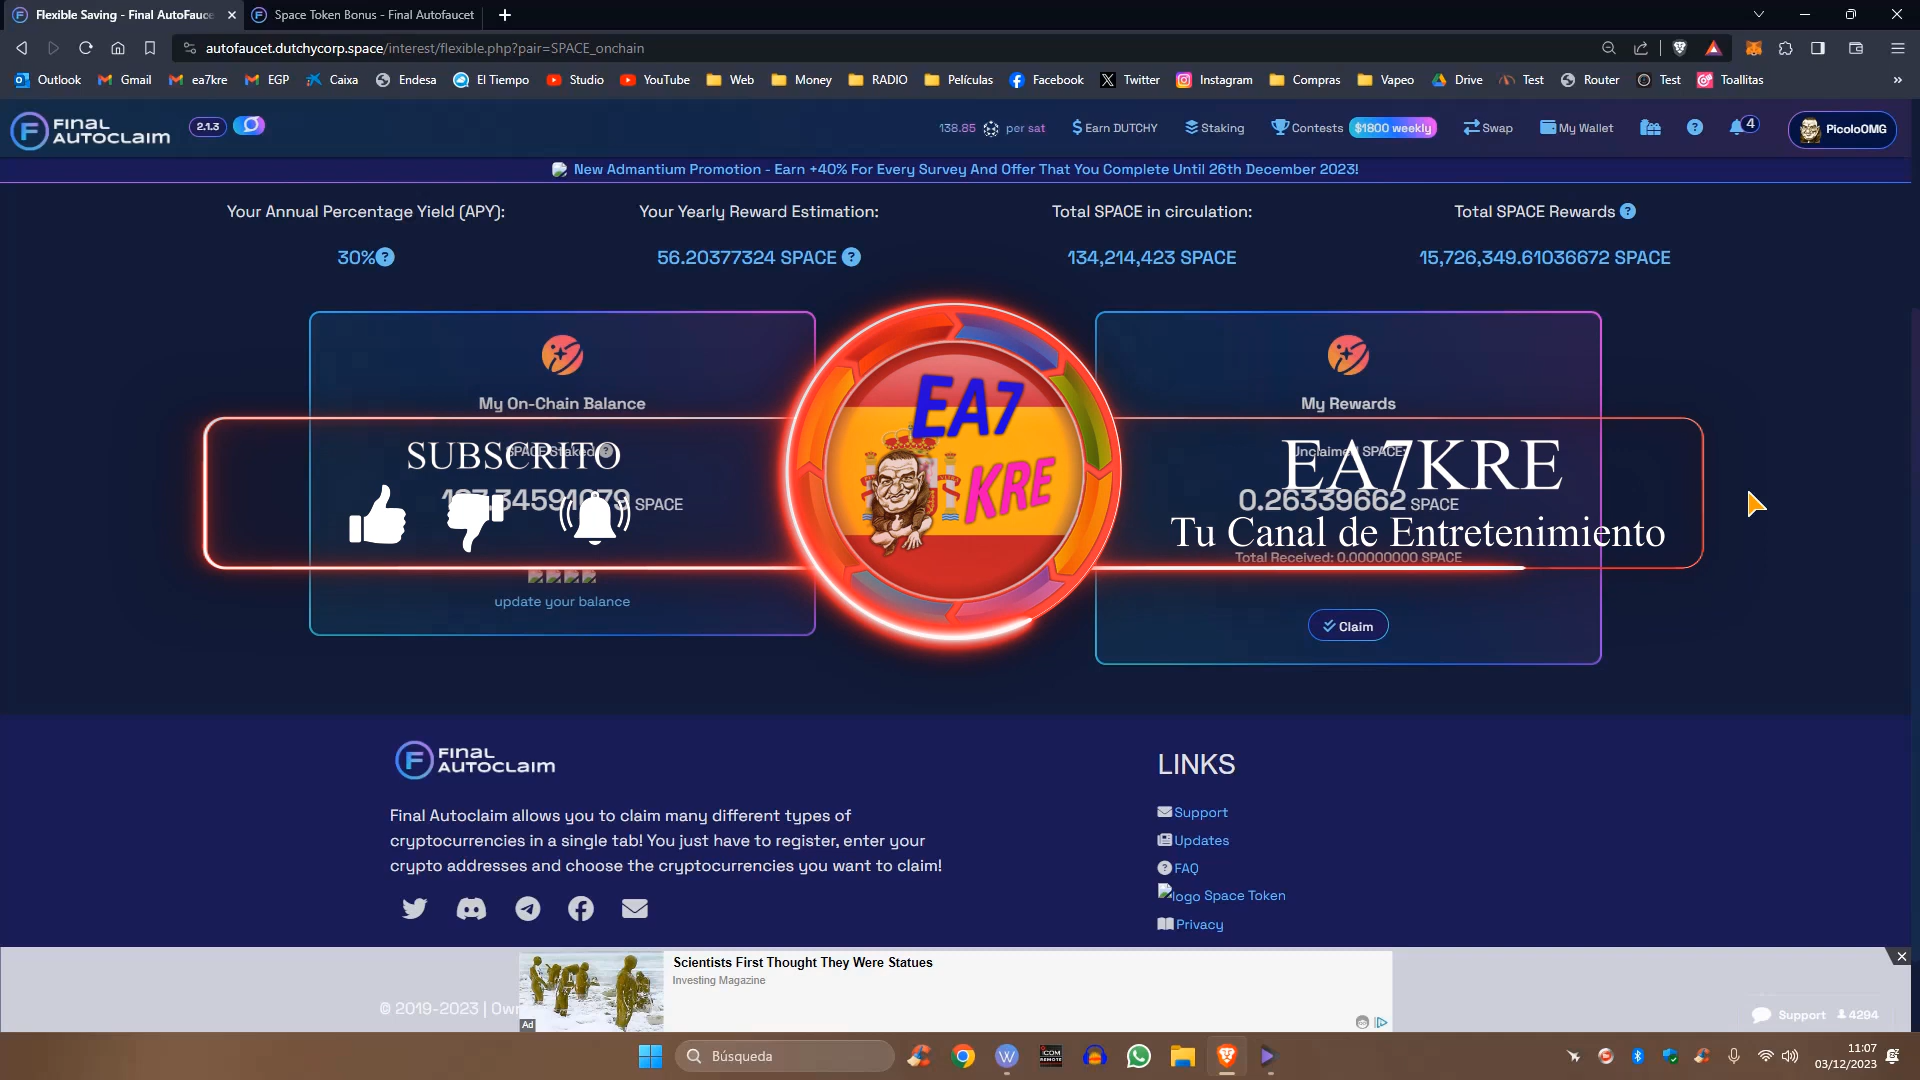 Flexible Saving - Final AutoFauce
Space Token Bonus - Final Autofaucet
autofaucet.dutchycorp.space/interest/flexible.php?pair=SPACE_onchain
Outlook Gmail ea7kre EGP Caixa Endesa El Tiempo Studio YouTube Web Money RADIO Películas Facebook Twitter Instagram Compras Vapeo Drive Test Router Test Toallitas »
FINAL AUTOCLAIM
2.1.3
138.85 per sat
Earn DUTCHY
Staking
Contests $1800 weekly
Swap
My Wallet
4
PicoloOMG
New Admantium Promotion - Earn +40% For Every Survey And Offer That You Complete Until 26th December 2023!
Your Annual Percentage Yield (APY): Your Yearly Reward Estimation: Total SPACE in circulation: Total SPACE Rewards
30% 56.20377324 SPACE 134,214,423 SPACE 15,726,349.61036672 SPACE
My On-Chain Balance
SPACE Staked
187.34591079 SPACE
update your balance
SUBSCRITO
EA7
KRE
My Rewards
Unclaimed SPACE:
0.26339662 SPACE
Total Received: 0.00000000 SPACE
Claim
EA7KRE
Tu Canal de Entretenimiento
FINAL AUTOCLAIM
Final Autoclaim allows you to claim many different types of
cryptocurrencies in a single tab! You just have to register, enter your
crypto addresses and choose the cryptocurrencies you want to claim!
LINKS
Support
Updates
FAQ
logo Space Token
Privacy
© 2019-2023 |
Scientists First Thought They Were Statues
Investing Magazine
Ad
Support 4294
Búsqueda
11:07
03/12/2023